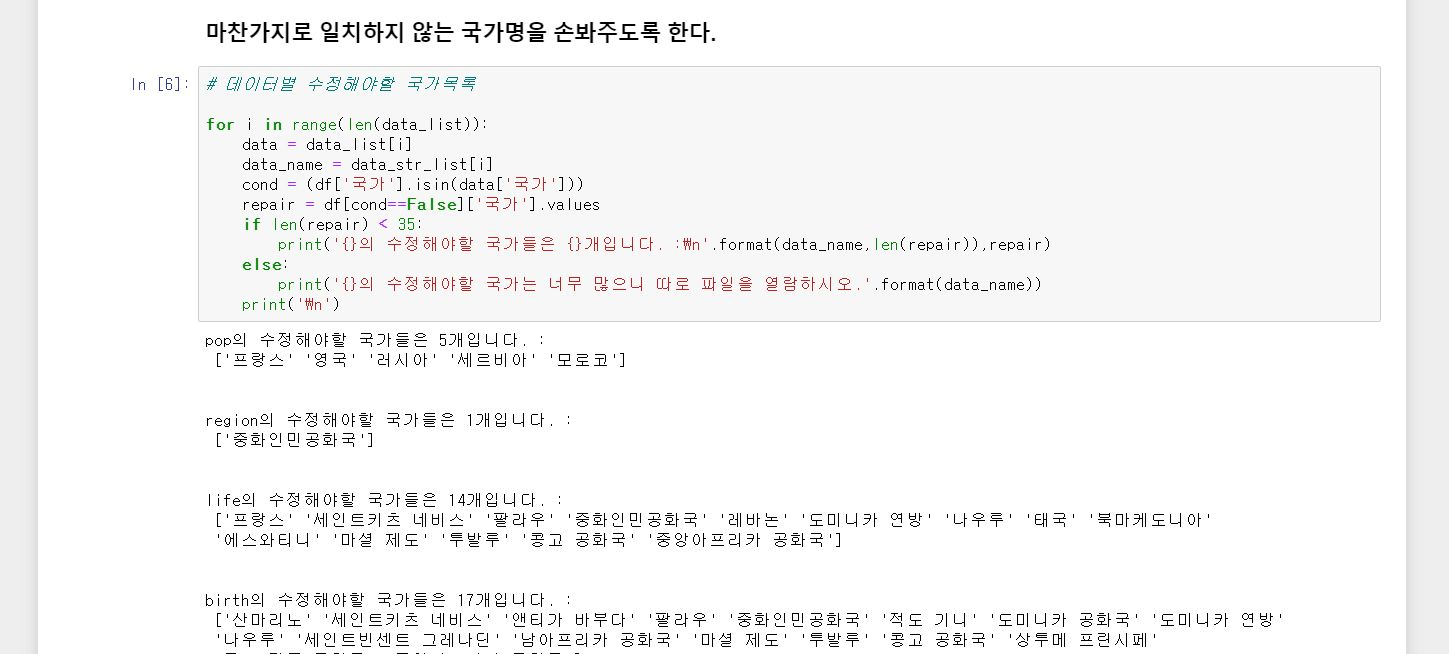 마찬가지로 일치하지 않는 국가명을 손봐주도록 한다.
In [6]:
# 데이터별 수정해야할 국가목록
for i in range(len(data_list)):
    data = data_list[i]
    data_name = data_str_list[i]
    cond = (df['국가'].isin(data['국가']))
    repair = df[cond==False]['국가'].values
    if len(repair) < 35:
        print('{}의 수정해야할 국가들은 {}개입니다. :₩n'.format(data_name,len(repair)),repair)
    else:
        print('{}의 수정해야할 국가는 너무 많으니 따로 파일을 열람하시오.'.format(data_name))
    print('₩n')
pop의 수정해야할 국가들은 5개입니다. :
 ['프랑스' '영국' '러시아' '세르비아' '모로코']
region의 수정해야할 국가들은 1개입니다. :
 ['중화인민공화국']
life의 수정해야할 국가들은 14개입니다. :
 ['프랑스' '세인트키츠 네비스' '팔라우' '중화인민공화국' '레바논' '도미니카 연방' '나우루' '태국' '북마케도니아'
 '에스와티니' '마셜 제도' '투발루' '콩고 공화국' '중앙아프리카 공화국']
birth의 수정해야할 국가들은 17개입니다. :
 ['산마리노' '세인트키츠 네비스' '앤티가 바부다' '팔라우' '중화인민공화국' '적도 기니' '도미니카 공화국' '도미니카 연방'
 '나우루' '세인트빈센트 그레나딘' '남아프리카 공화국' '마셜 제도' '투발루' '콩고 공화국' '상투메 프린시페'